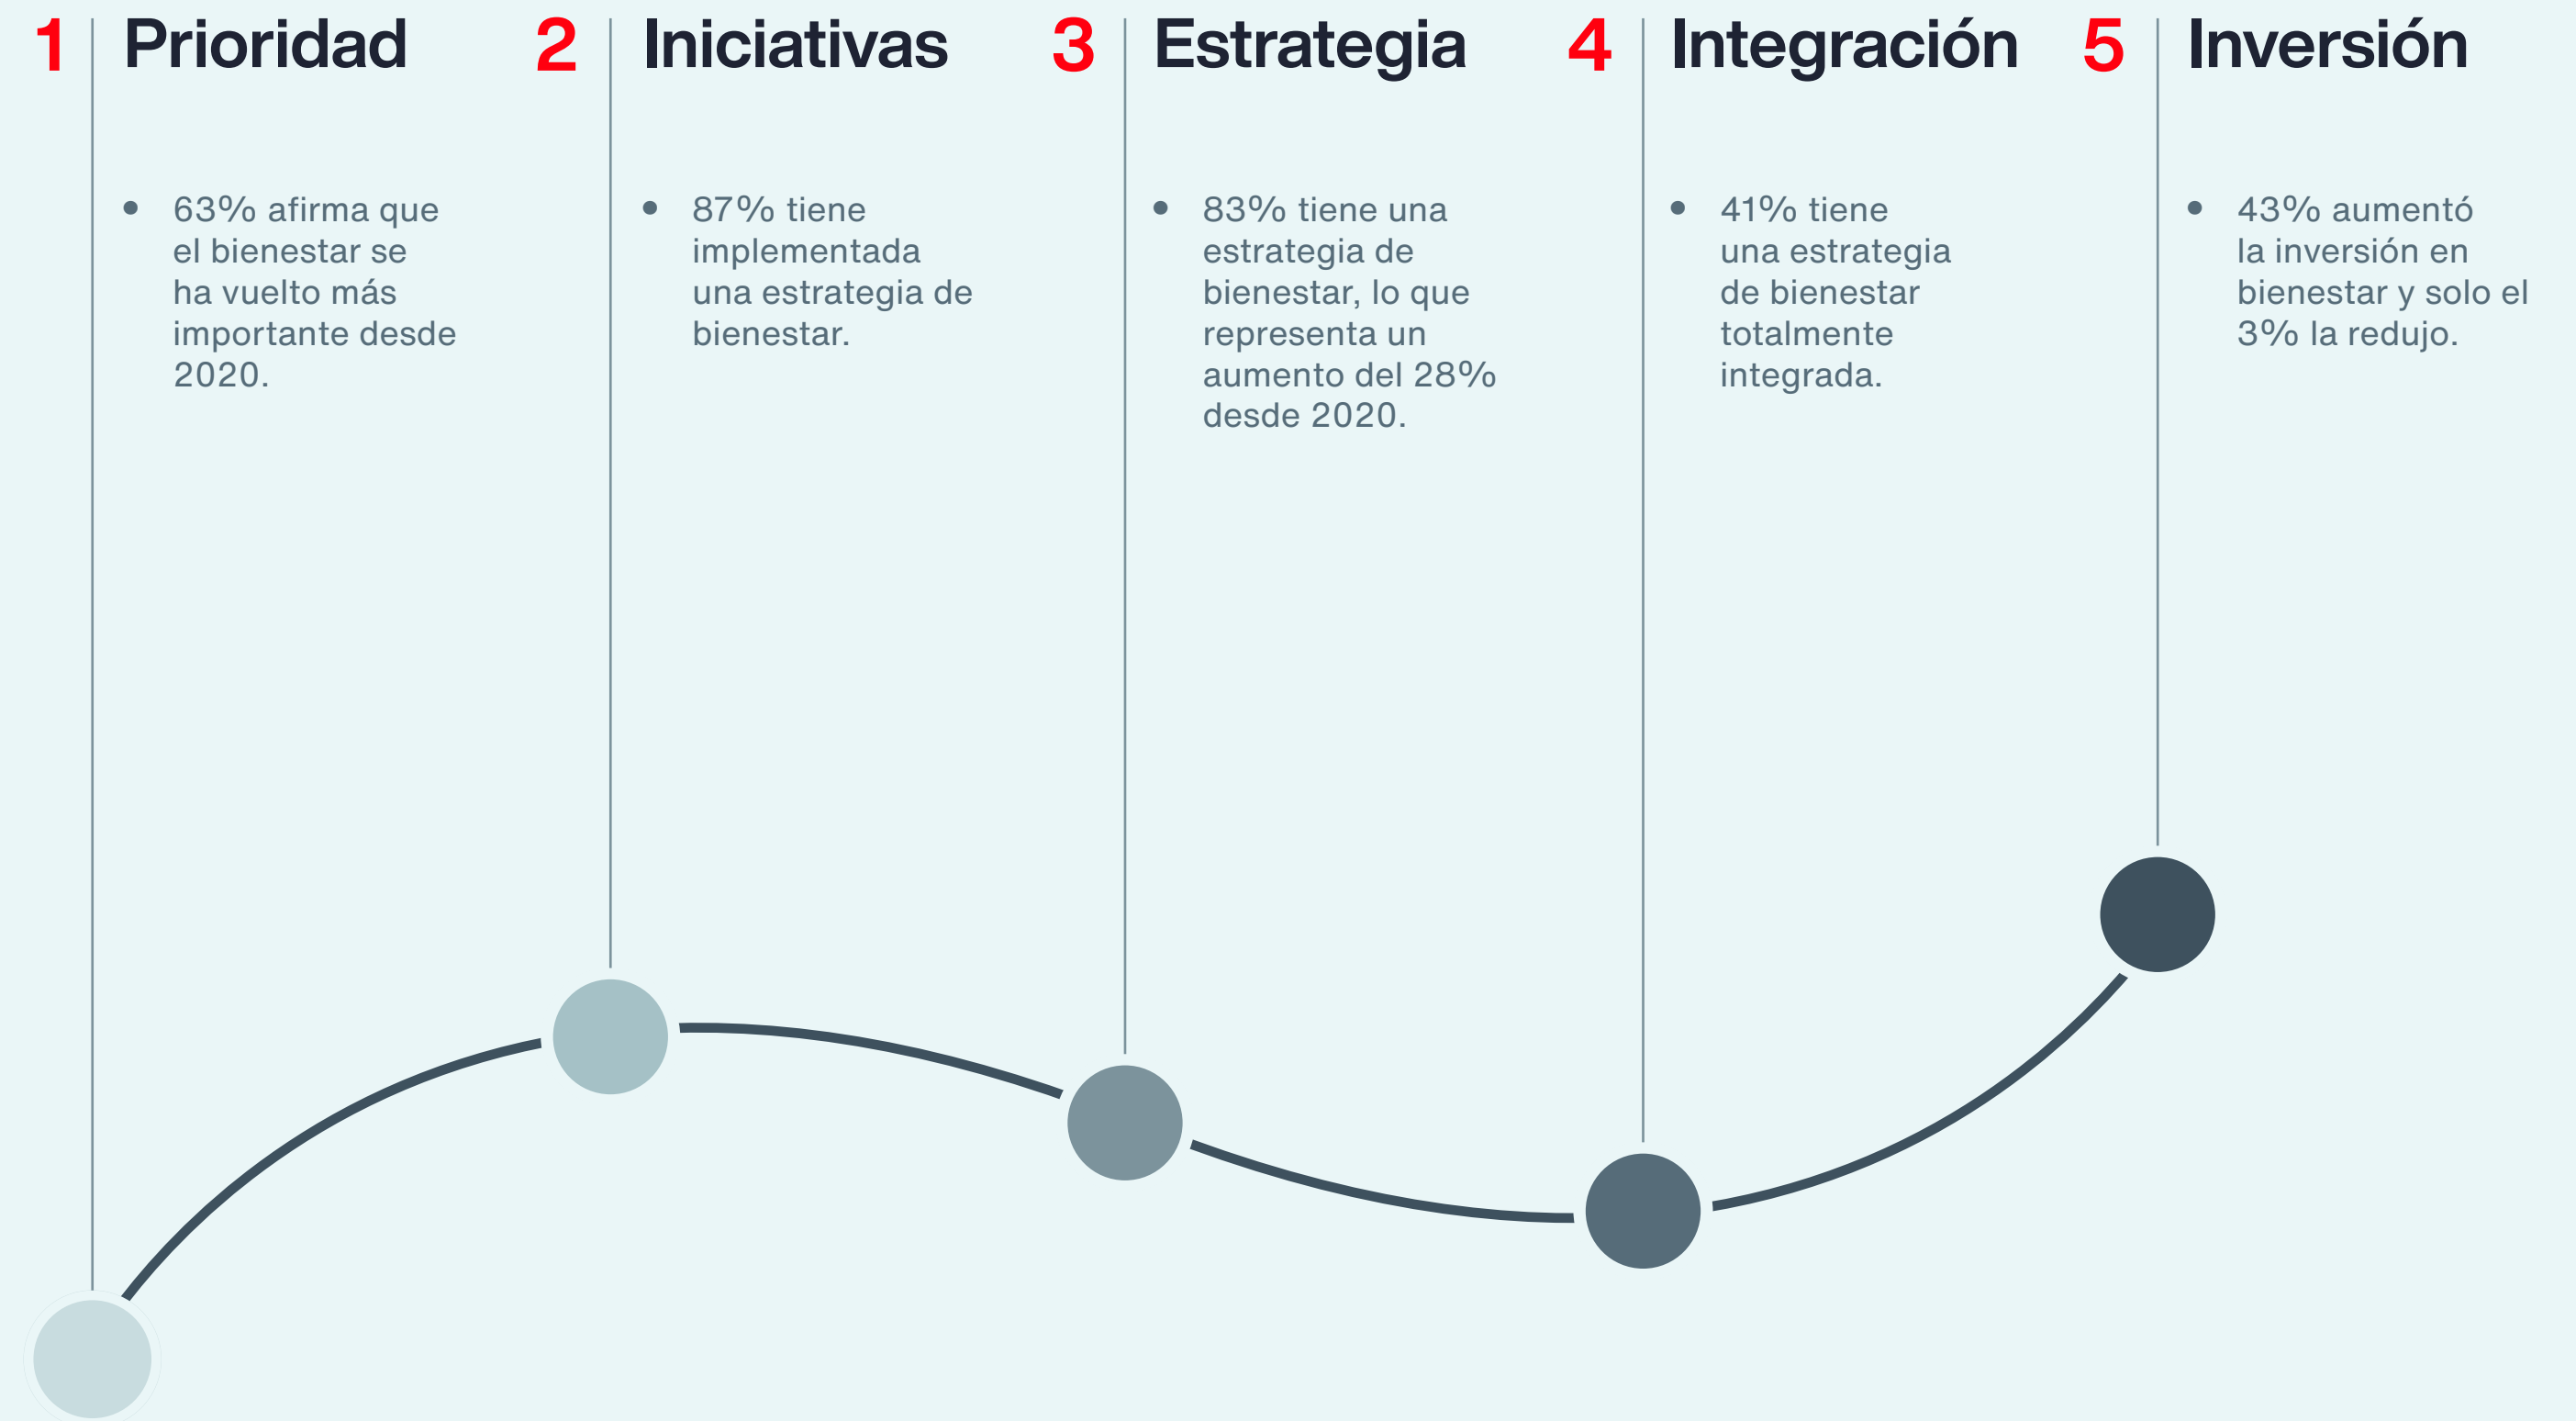 1 Prioridad
• 63% afirma que
el bienestar se
ha vuelto más
importante desde
2020.
2 Iniciativas
• 87% tiene
implementada
una estrategia de
bienestar.
3 Estrategia
• 83% tiene una
estrategia de
bienestar, lo que
representa un
aumento del 28%
desde 2020.
4 Integración
• 41% tiene
una estrategia
de bienestar
totalmente
integrada.
5 Inversión
• 43% aumentó
la inversión en
bienestar y solo el
3% la redujo.